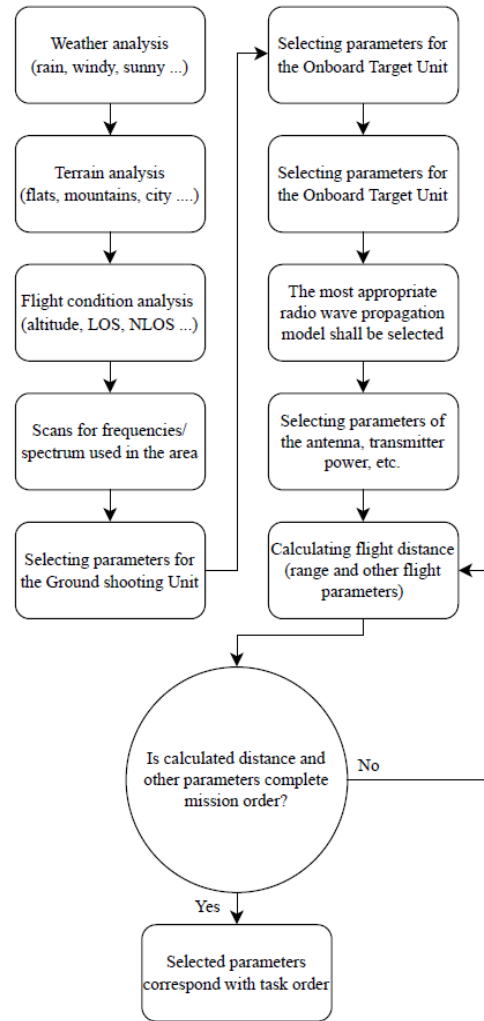 Weather analysis
(rain, windy, sunny ...)
Terrain analysis
(flats, mountains, city ....)
Flight condition analysis
(altitude, LOS, NLOS ...)
Scans for frequencies/
spectrum used in the area
Selecting parameters for
the Ground shooting Unit
Selecting parameters for
the Onboard Target Unit
Selecting parameters for
the Onboard Target Unit
The most appropriate
radio wave propagation
model shall be selected
Selecting parameters of
the antenna, transmitter
power, etc.
Calculating flight distance
(range and other flight
parameters)
Is calculated distance and
other parameters complete
mission order?
No
Yes
Selected parameters
correspond with task order